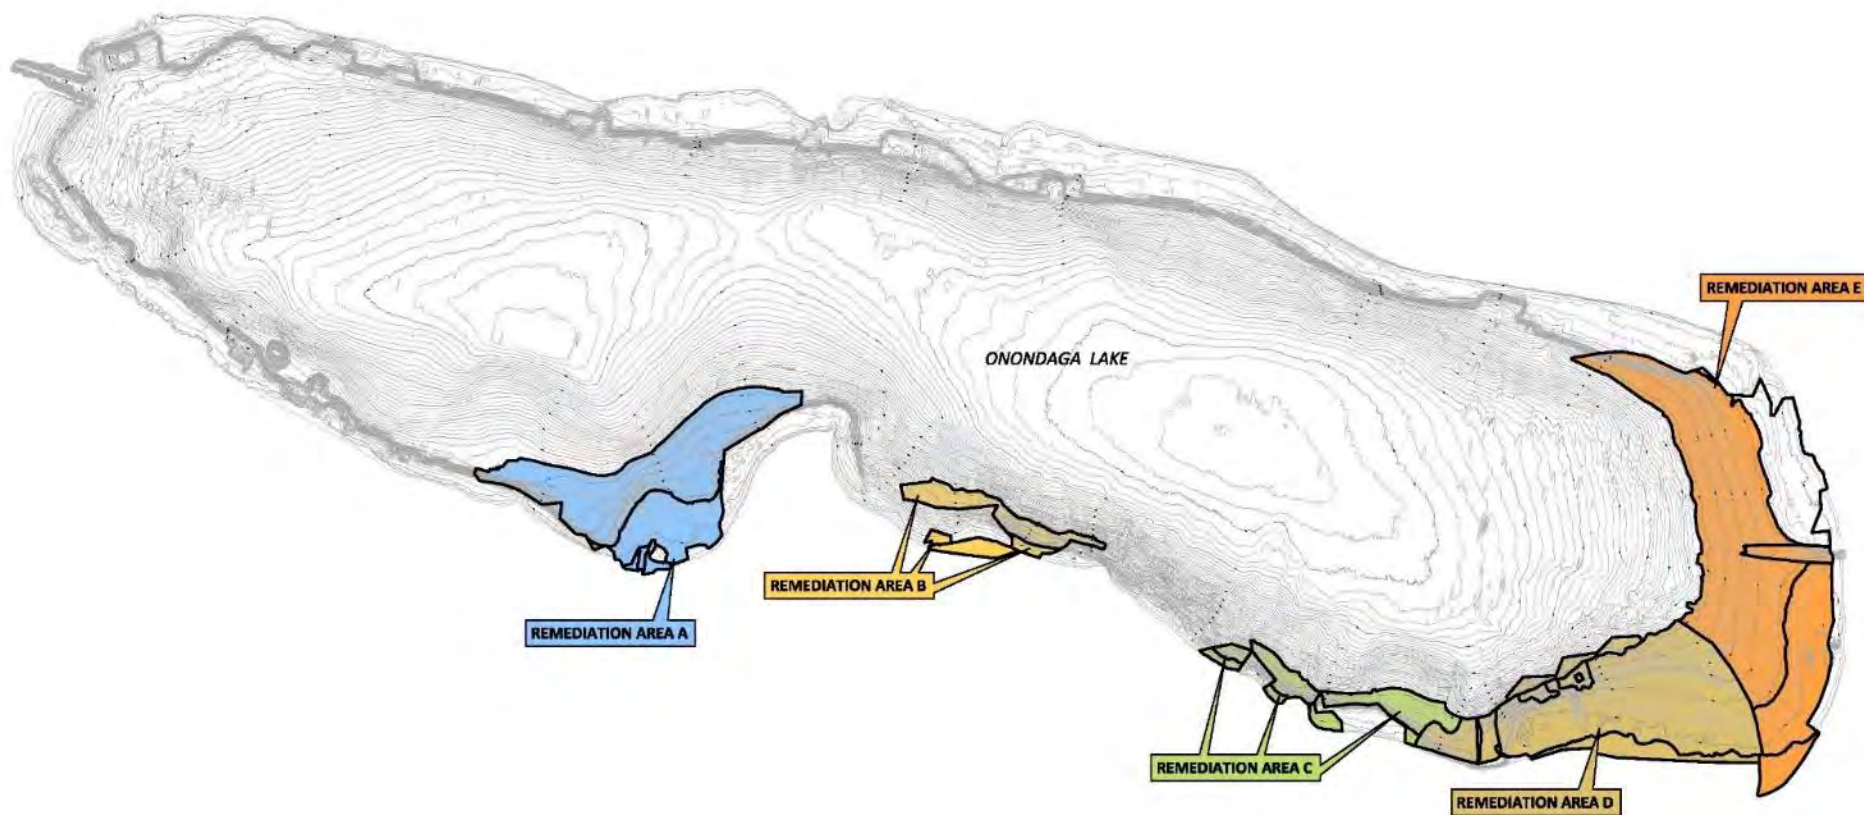 REMEDIATION AREA E
ONONDAGA LAKE
REMEDIATION AREA B
REMEDIATION AREA A
REMEDIATION AREA C
REMEDIATION AREA D